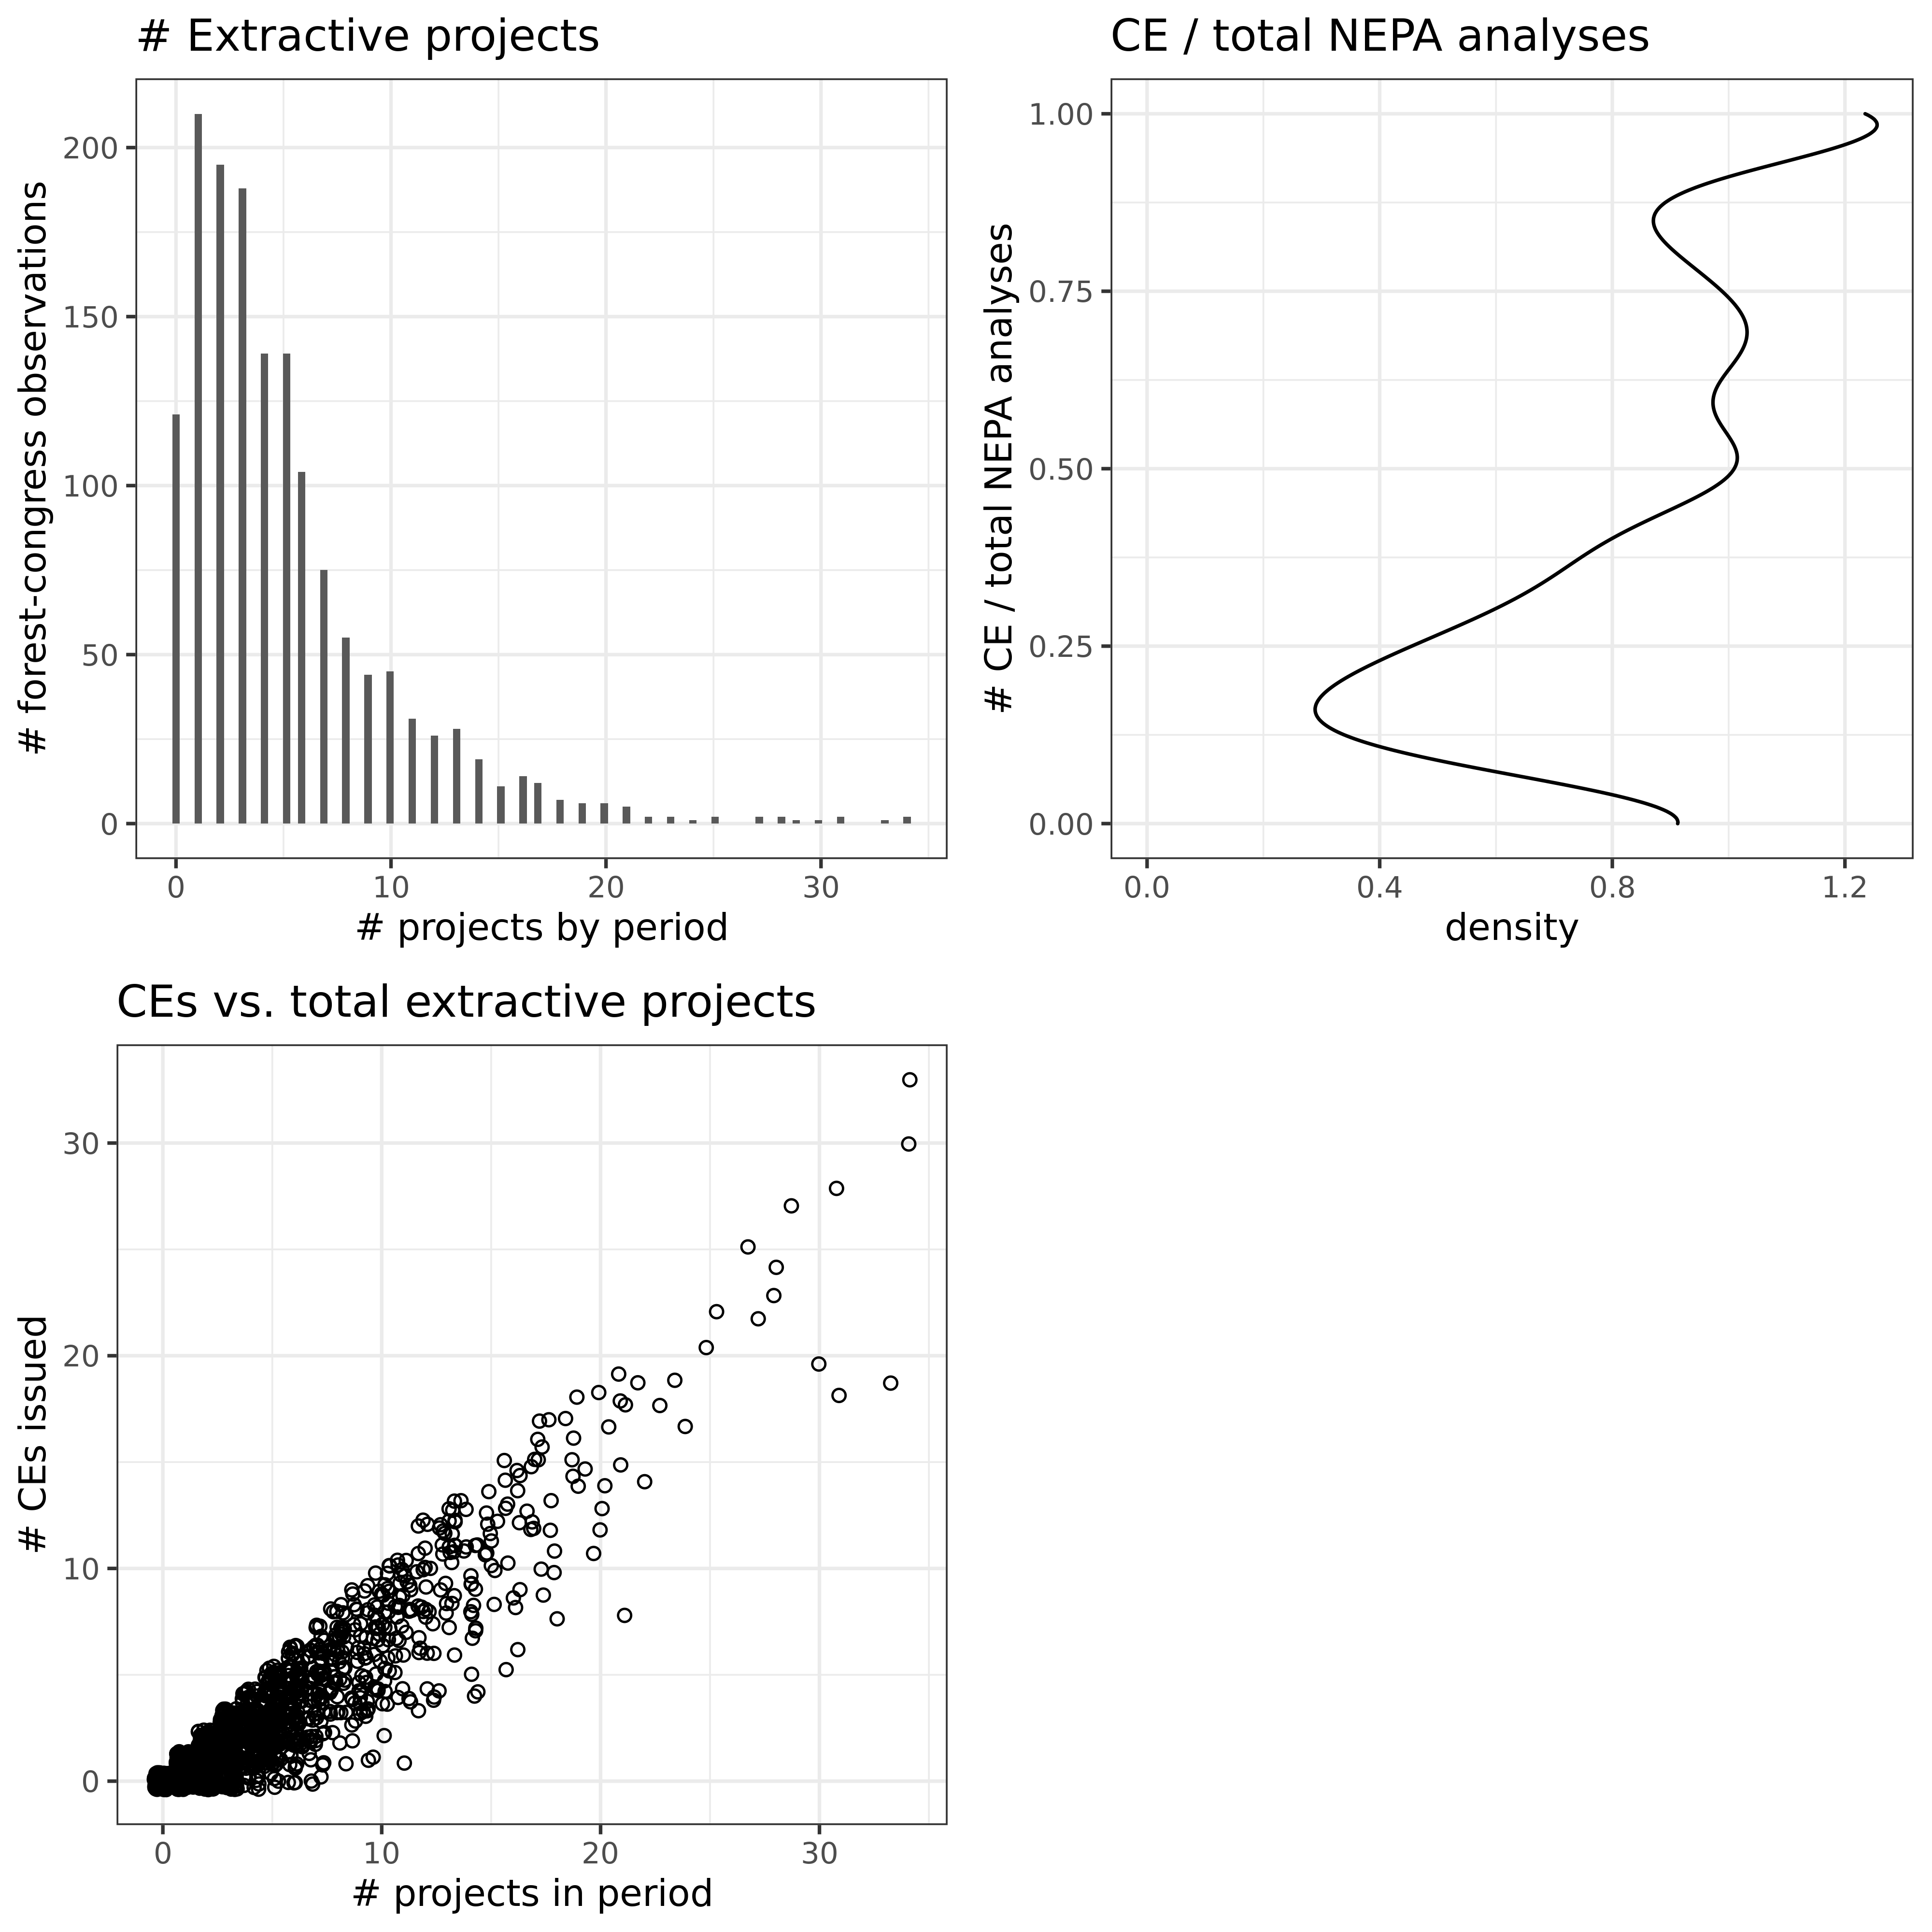 # Extractive projects
# forest-congress observations
200
150
100
50
0
0 10 20 30
# projects by period
CE / total NEPA analyses
# CE / total NEPA analyses
1.00
0.75
0.50
0.25
0.00
0.0 0.4 0.8 1.2
density
CEs vs. total extractive projects
# CEs issued
30
20
10
0
0 10 20 30
# projects in period